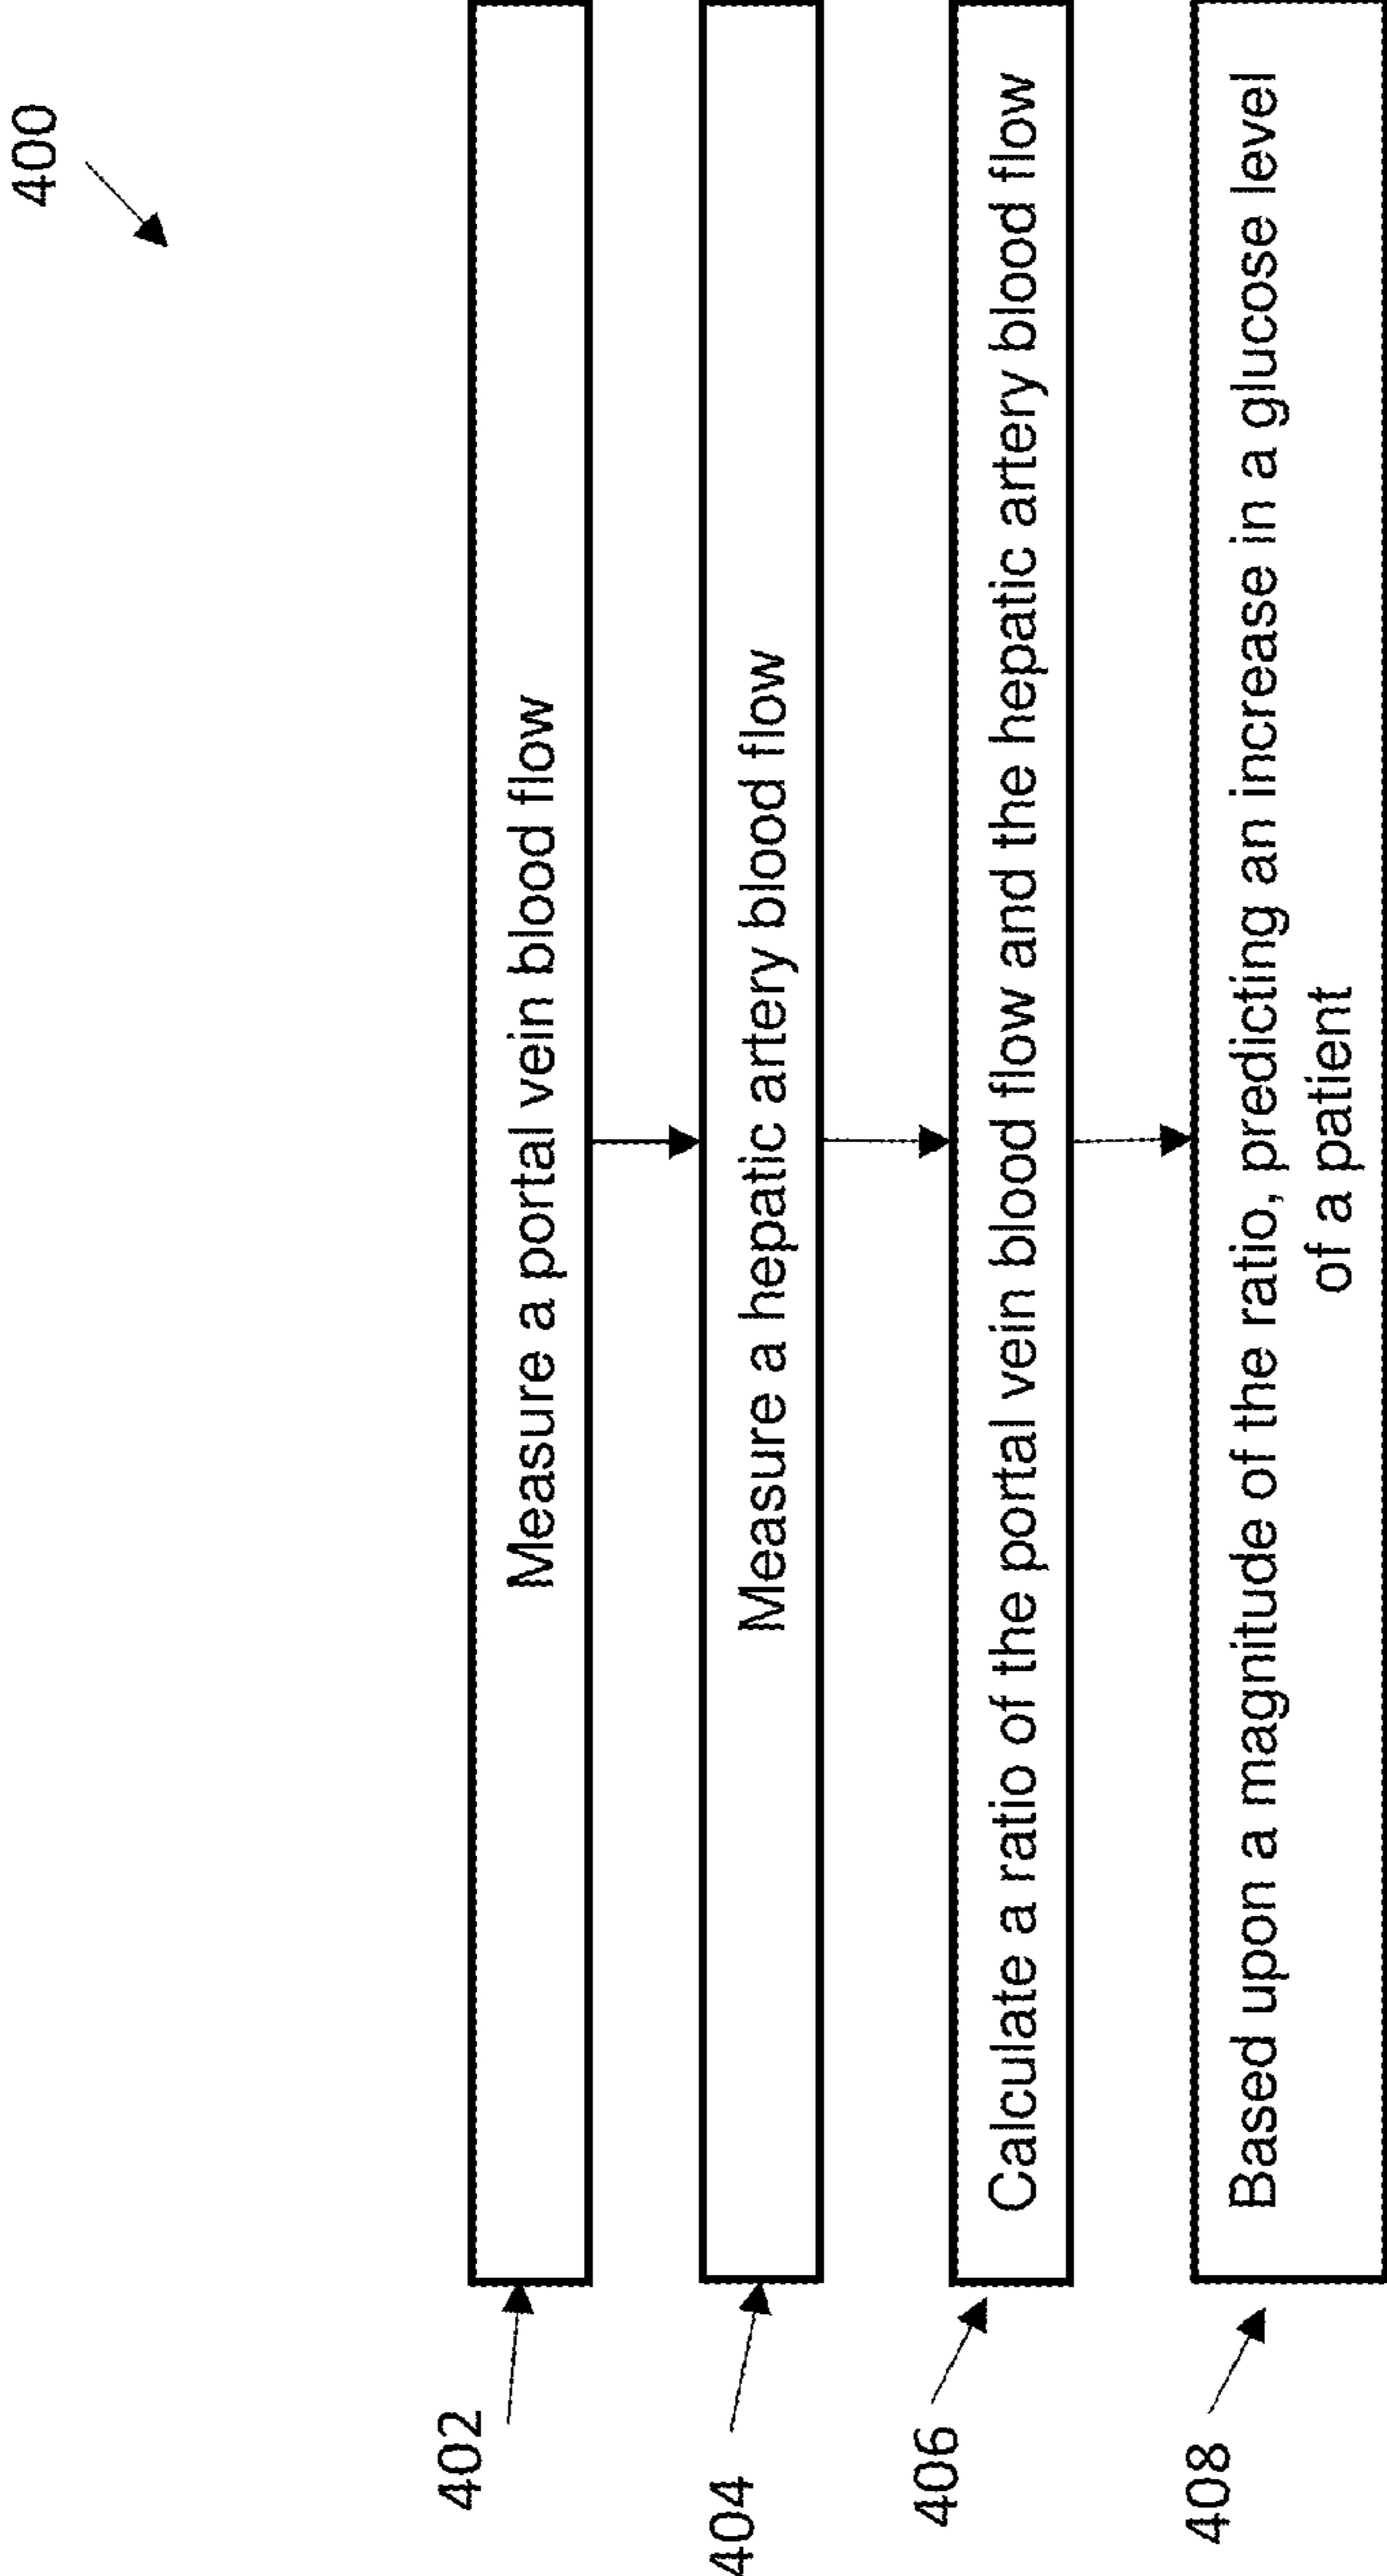 400
402
Measure a portal vein blood flow
404
Measure a hepatic artery blood flow
406
Calculate a ratio of the portal vein blood flow and the hepatic artery blood flow
408
Based upon a magnitude of the ratio, predicting an increase in a glucose level
of a patient